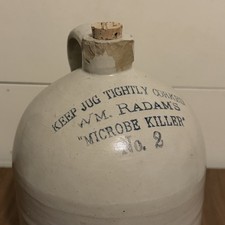 KEEP JUG TIGHTLY CORKED
WM. RADAM'S
"MICROBE KILLER"
No. 2